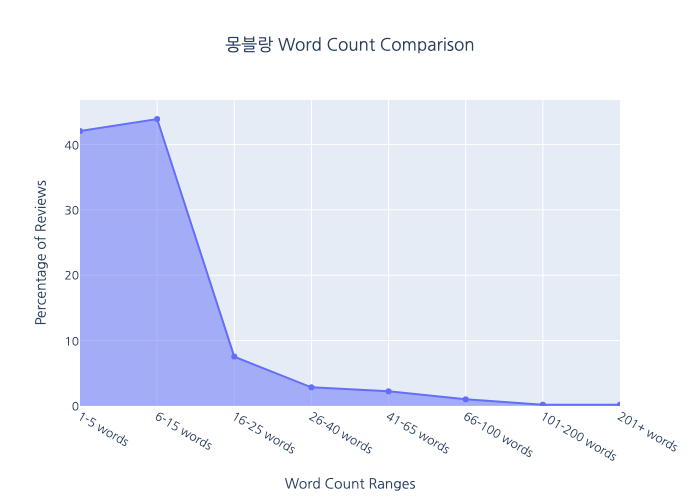 몽블랑 Word Count Comparison
Percentage of Reviews
40
30
20
10
0
1-5 words
6-15 words
16-25 words
26-40 words
41-65 words
66-100 words
101-200 words
201+ words
Word Count Ranges